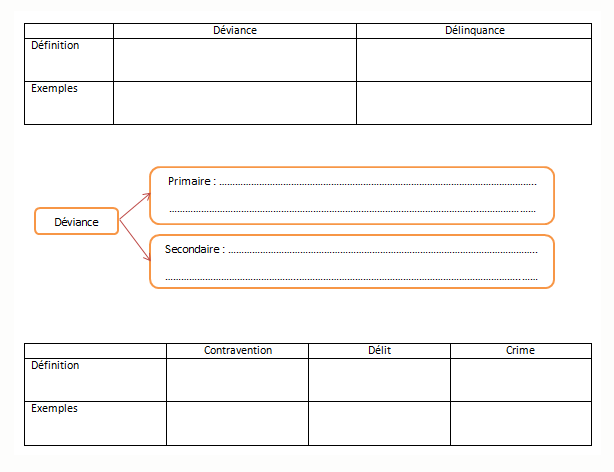 Déviance Délinquance
Définition
Exemples
Primaire : ................................................................................................................
.................................................................................................................................
Déviance
Secondaire : .............................................................................................................
....................................................................................................................................
Contravention Délit Crime
Définition
Exemples